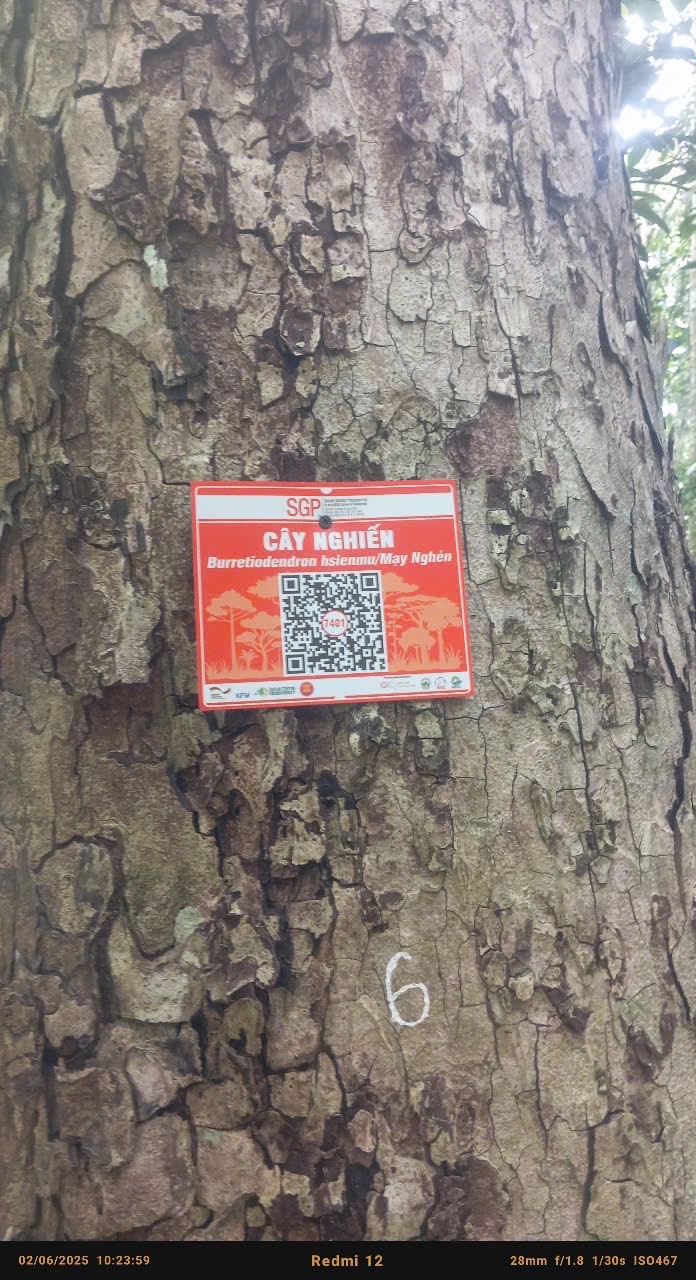 SGP
CÂY NGHIẾN
Burretiodendron hsienmu/May Nghén
7401
KFW
6
02/06/2025 10:23:59 Redmi 12 28mm f/1.8 1/30s ISO467